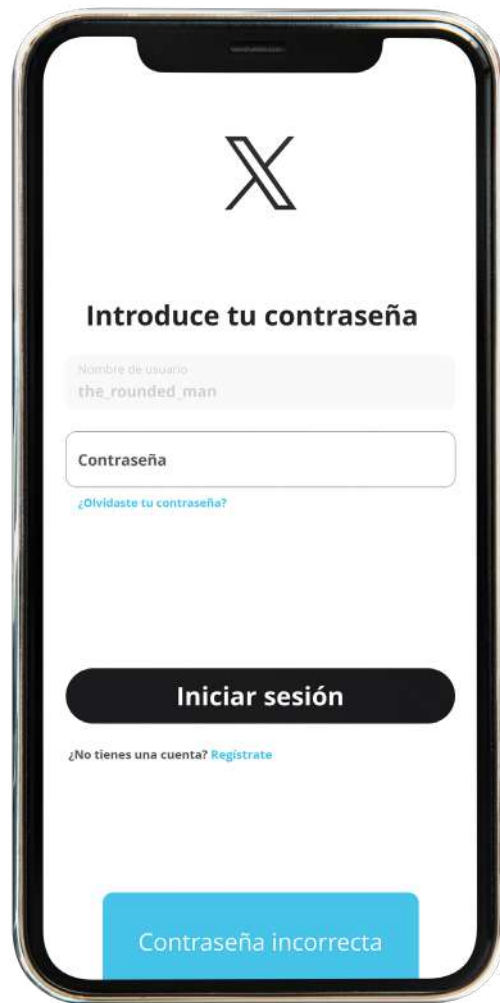 X
Introduce tu contraseña
Nombre de usuario
the_rounded_man
Contraseña
¿Olvidaste tu contraseña?
Iniciar sesión
¿No tienes una cuenta? Regístrate
Contraseña incorrecta